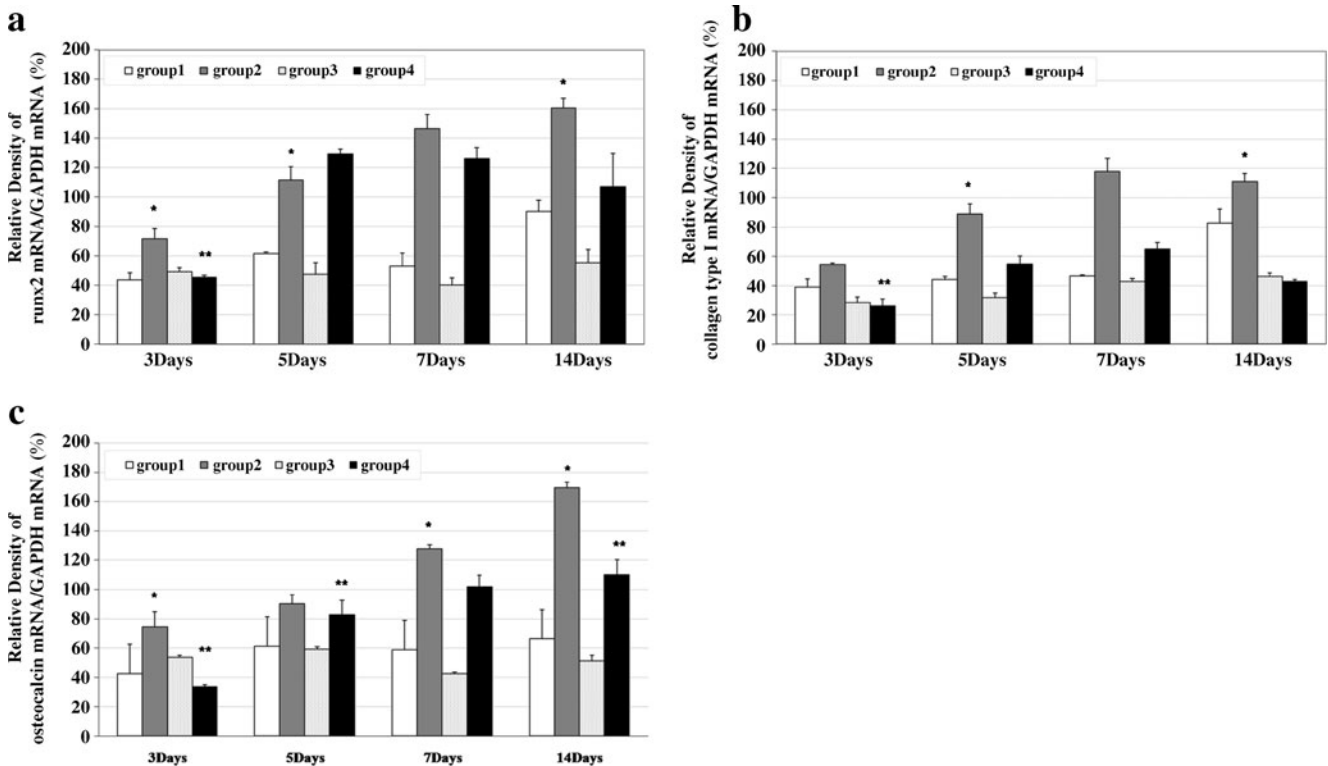 a
Relative Density of
runx2 mRNA/GAPDH mRNA (%)
200
180
160
140
120
100
80
60
40
20
0
group1 group2 group3 group4
* ** * *
3Days 5Days 7Days 14Days
b
Relative Density of
collagen type I mRNA/GAPDH mRNA (%)
200
180
160
140
120
100
80
60
40
20
0
group1 group2 group3 group4
** * *
3Days 5Days 7Days 14Days
c
Relative Density of
osteocalcin mRNA/GAPDH mRNA (%)
200
180
160
140
120
100
80
60
40
20
0
group1 group2 group3 group4
* ** ** * * **
3Days 5Days 7Days 14Days